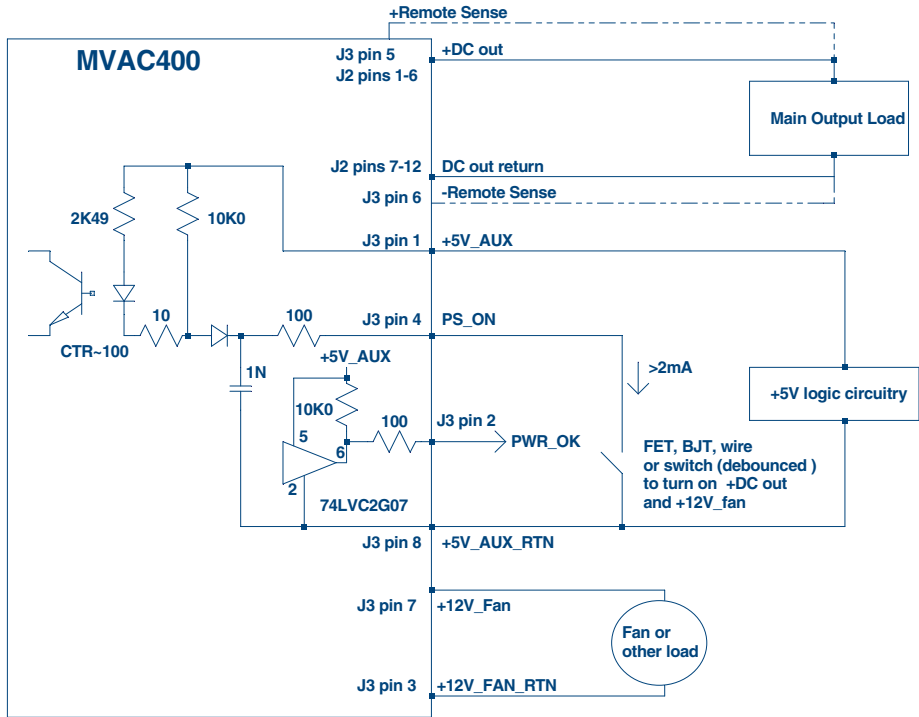 +Remote Sense
MVAC400
J3 pin 5
+DC out
J2 pins 1-6
Main Output Load
J2 pins 7-12
DC out return
J3 pin 6
-Remote Sense
2K49
10K0
J3 pin 1
+5V_AUX
10
100
J3 pin 4
PS_ON
CTR~100
1N
+5V_AUX
>2mA
+5V logic circuitry
10K0
5
100
J3 pin 2
6
PWR_OK
2
74LVC2G07
FET, BJT, wire
or switch (debounced )
to turn on +DC out
and +12V_fan
J3 pin 8
+5V_AUX_RTN
J3 pin 7
+12V_Fan
Fan or
other load
J3 pin 3
+12V_FAN_RTN